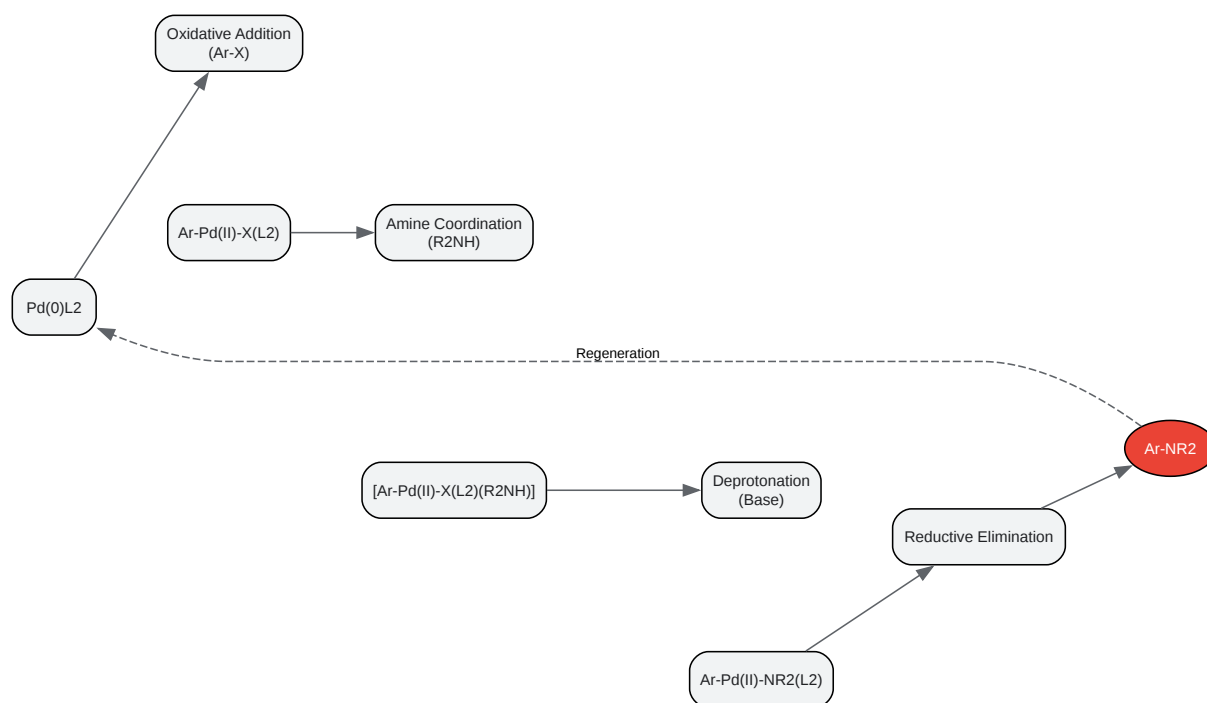 Oxidative Addition
(Ar-X)
Ar-Pd(II)-X(L2)
Amine Coordination
(R2NH)
Pd(0)L2
Regeneration
Ar-NR2
[Ar-Pd(II)-X(L2)(R2NH)]
Deprotonation
(Base)
Reductive Elimination
Ar-Pd(II)-NR2(L2)